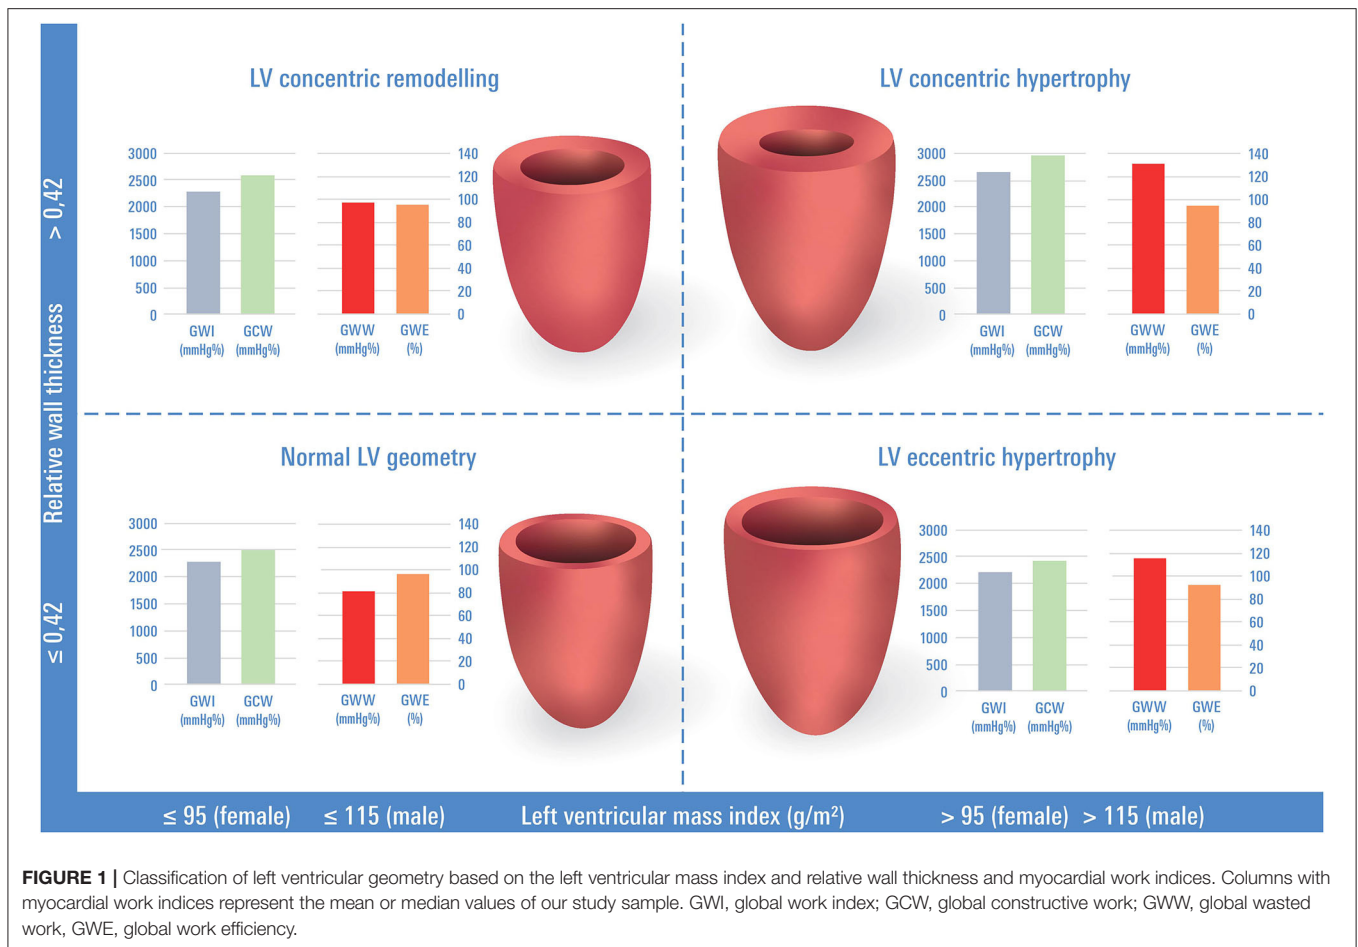 LV concentric remodelling
3000
2500
2000
1500
1000
500
0
GWI
(mmHg%)
GCW
(mmHg%)
140
120
100
80
60
40
20
0
GWW
(mmHg%)
GWE
(%)
LV concentric hypertrophy
3000
2500
2000
1500
1000
500
0
GWI
(mmHg%)
GCW
(mmHg%)
140
120
100
80
60
40
20
0
GWW
(mmHg%)
GWE
(%)
> 0,42
Relative wall thickness
≤ 0,42
Normal LV geometry
3000
2500
2000
1500
1000
500
0
GWI
(mmHg%)
GCW
(mmHg%)
140
120
100
80
60
40
20
0
GWW
(mmHg%)
GWE
(%)
LV eccentric hypertrophy
3000
2500
2000
1500
1000
500
0
GWI
(mmHg%)
GCW
(mmHg%)
140
120
100
80
60
40
20
0
GWW
(mmHg%)
GWE
(%)
≤ 95 (female) ≤ 115 (male) Left ventricular mass index (g/m²) > 95 (female) > 115 (male)
FIGURE 1 | Classification of left ventricular geometry based on the left ventricular mass index and relative wall thickness and myocardial work indices. Columns with
myocardial work indices represent the mean or median values of our study sample. GWI, global work index; GCW, global constructive work; GWW, global wasted
work, GWE, global work efficiency.